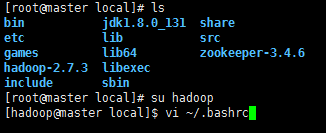 [root@master local]# ls
bin jdk1.8.0_131 share
etc lib src
games lib64 zookeeper-3.4.6
hadoop-2.7.3 libexec
include sbin
[root@master local]# su hadoop
[hadoop@master local]$ vi ~/.bashrc